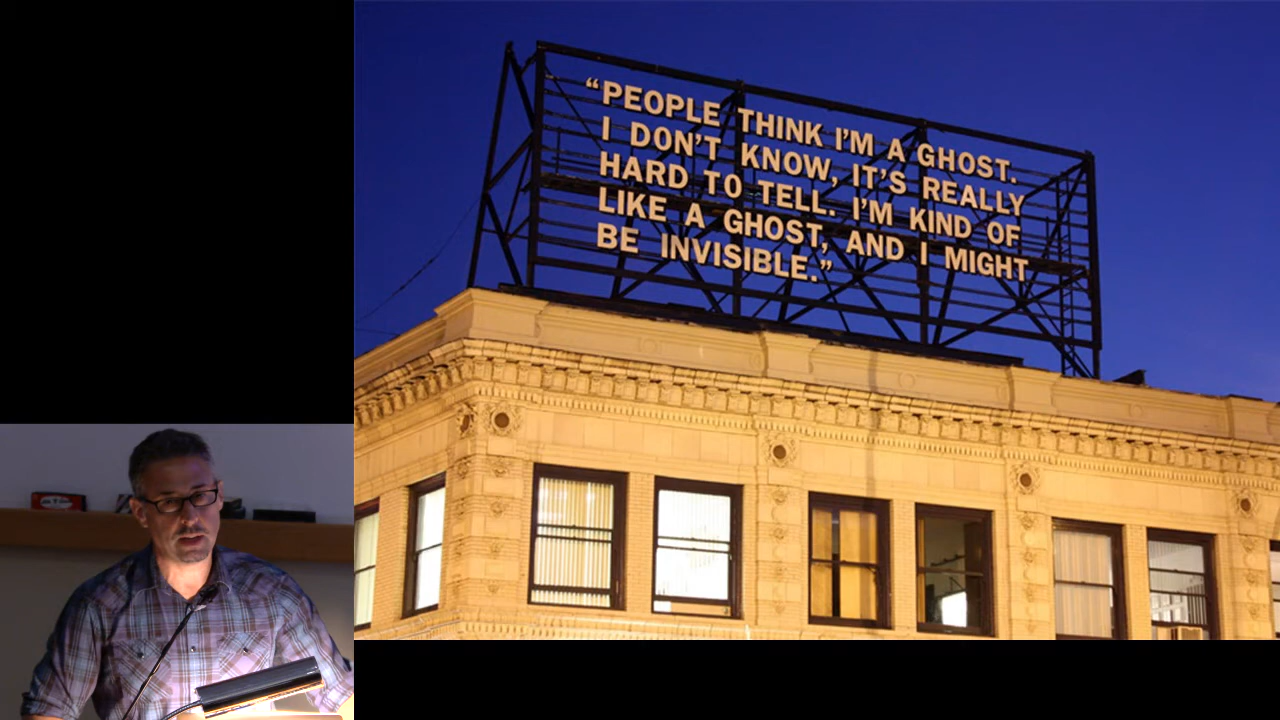 “PEOPLE THINK I’M A GHOST.
I DON’T KNOW, IT’S REALLY
HARD TO TELL. I’M KIND OF
LIKE A GHOST, AND I MIGHT
BE INVISIBLE.”